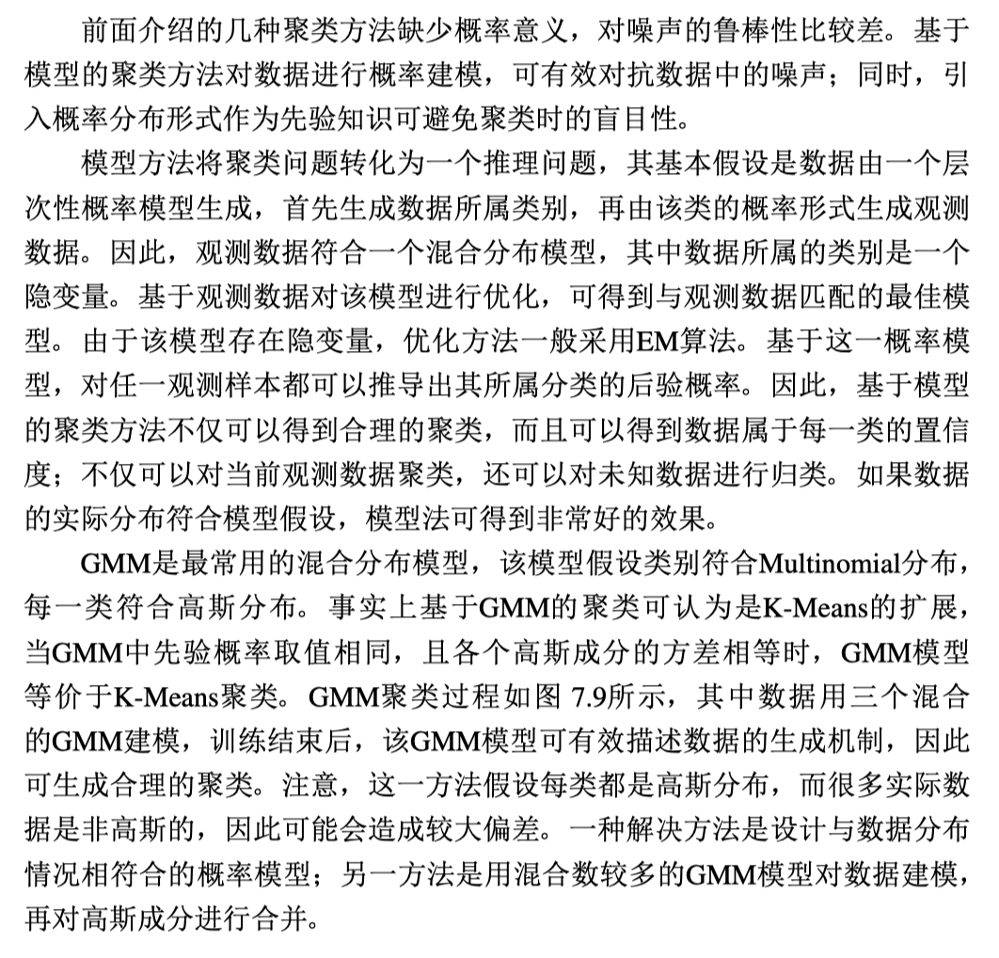 前面介绍的几种聚类方法缺少概率意义，对噪声的鲁棒性比较差。基于
模型的聚类方法对数据进行概率建模，可有效对抗数据中的噪声；同时，引
入概率分布形式作为先验知识可避免聚类时的盲目性。
模型方法将聚类问题转化为一个推理问题，其基本假设是数据由一个层
次性概率模型生成，首先生成数据所属类别，再由该类的概率形式生成观测
数据。因此，观测数据符合一个混合分布模型，其中数据所属的类别是一个
隐变量。基于观测数据对该模型进行优化，可得到与观测数据匹配的最佳模
型。由于该模型存在隐变量，优化方法一般采用EM算法。基于这一概率模
型，对任一观测样本都可以推导出其所属分类的后验概率。因此，基于模型
的聚类方法不仅可以得到合理的聚类，而且可以得到数据属于每一类的置信
度；不仅可以对当前观测数据聚类，还可以对未知数据进行归类。如果数据
的实际分布符合模型假设，模型法可得到非常好的效果。
GMM是最常用的混合分布模型，该模型假设类别符合Multinomial分布，
每一类符合高斯分布。事实上基于GMM的聚类可认为是K-Means的扩展，
当GMM中先验概率取值相同，且各个高斯成分的方差相等时，GMM模型
等价于K-Means聚类。GMM聚类过程如图 7.9所示，其中数据用三个混合
的GMM建模，训练结束后，该GMM模型可有效描述数据的生成机制，因此
可生成合理的聚类。注意，这一方法假设每类都是高斯分布，而很多实际数
据是非高斯的，因此可能会造成较大偏差。一种解决方法是设计与数据分布
情况相符合的概率模型；另一方法是用混合数较多的GMM模型对数据建模，
再对高斯成分进行合并。